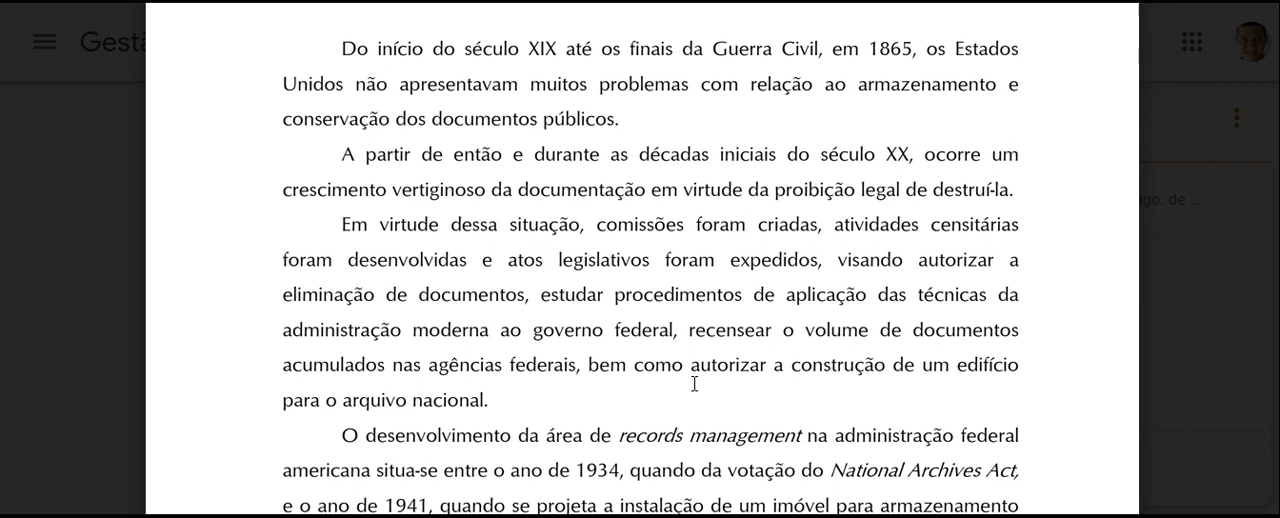 Gestã
Do início do século XIX até os finais da Guerra Civil, em 1865, os Estados
Unidos não apresentavam muitos problemas com relação ao armazenamento e
conservação dos documentos públicos.
A partir de então e durante as décadas iniciais do século XX, ocorre um
crescimento vertiginoso da documentação em virtude da proibição legal de destruí-la.
ago. de ...
Em virtude dessa situação, comissões foram criadas, atividades censitárias
foram desenvolvidas e atos legislativos foram expedidos, visando autorizar a
eliminação de documentos, estudar procedimentos de aplicação das técnicas da
administração moderna ao governo federal, recensear o volume de documentos
acumulados nas agências federais, bem como autorizar a construção de um edifício
para o arquivo nacional.
O desenvolvimento da área de records management na administração federal
americana situa-se entre o ano de 1934, quando da votação do National Archives Act,
e o ano de 1941, quando se projeta a instalação de um imóvel para armazenamento